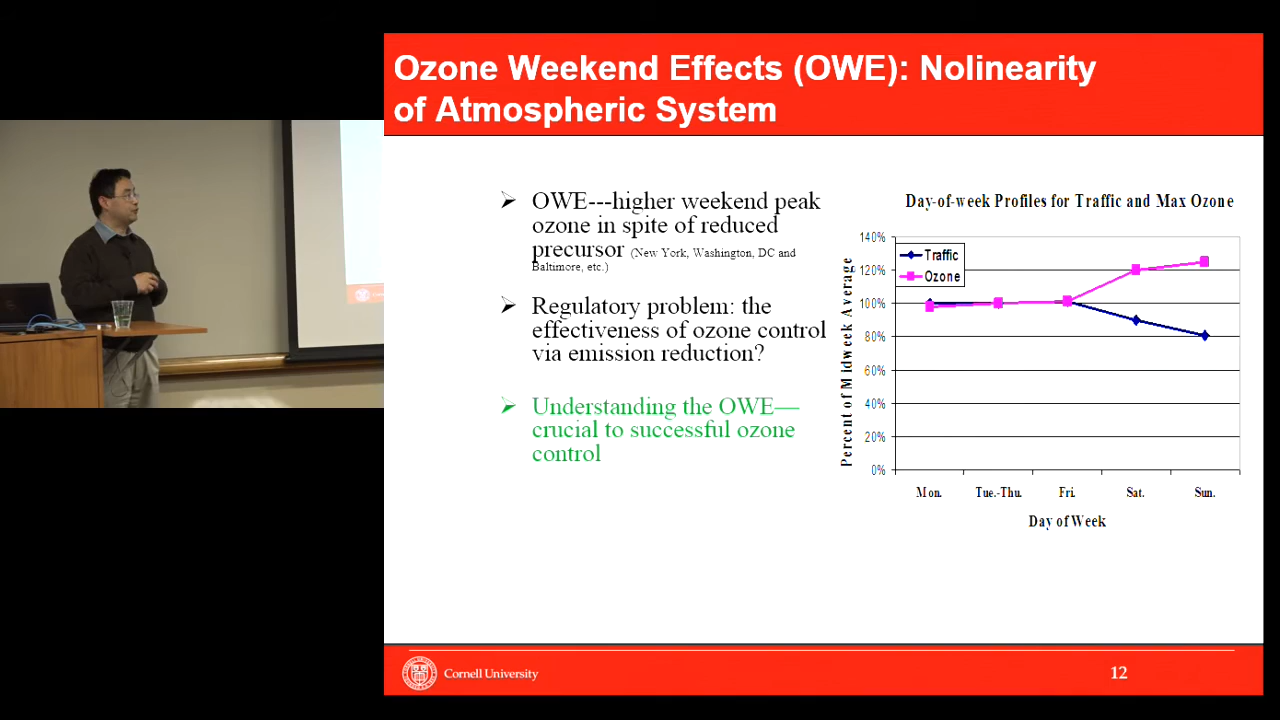 Ozone Weekend Effects (OWE): Nolinearity
of Atmospheric System
OWE---higher weekend peak
ozone in spite of reduced
precursor (New York, Washington, DC and
Baltimore, etc.)
Regulatory problem: the
effectiveness of ozone control
via emission reduction?
Understanding the OWE—
crucial to successful ozone
control
Day-of-week Profiles for Traffic and Max Ozone
Percent of Midweek Average
140%
120%
100%
80%
60%
40%
20%
0%
Traffic
Ozone
Mon. Tue.-Thu. Fri. Sat. Sun.
Day of Week
Cornell University
12